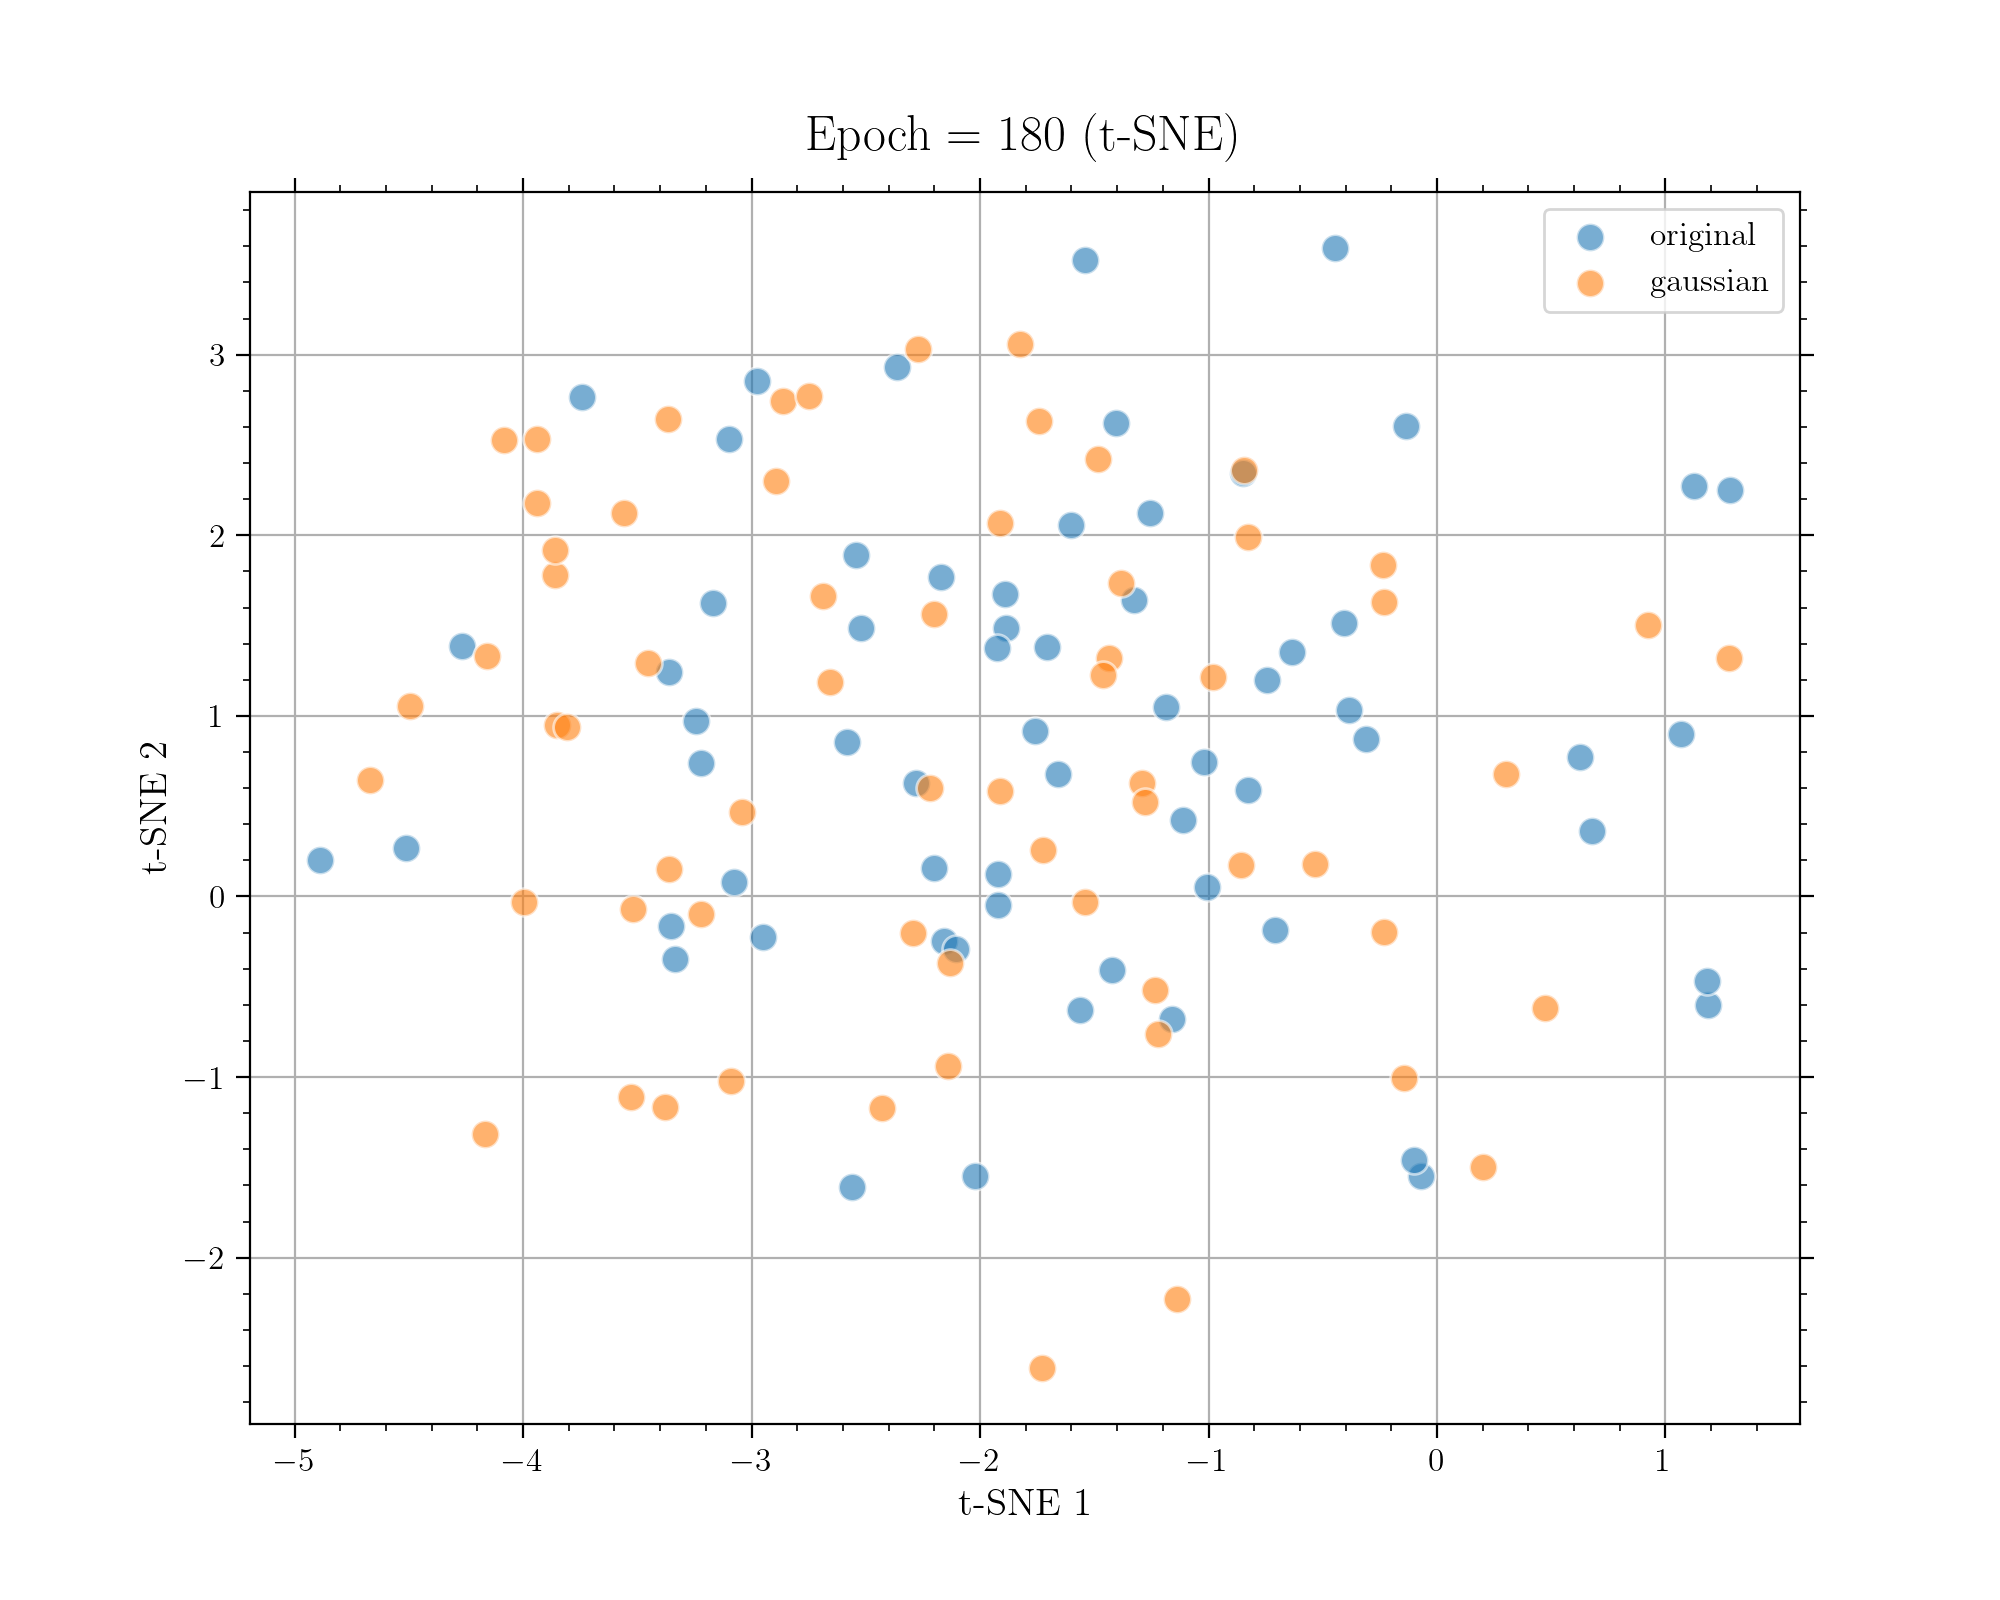 Epoch = 180 (t-SNE)
original
gaussian
3
2
1
0
−1
−2
t-SNE 2
−5
−4
−3
−2
−1
0
1
t-SNE 1